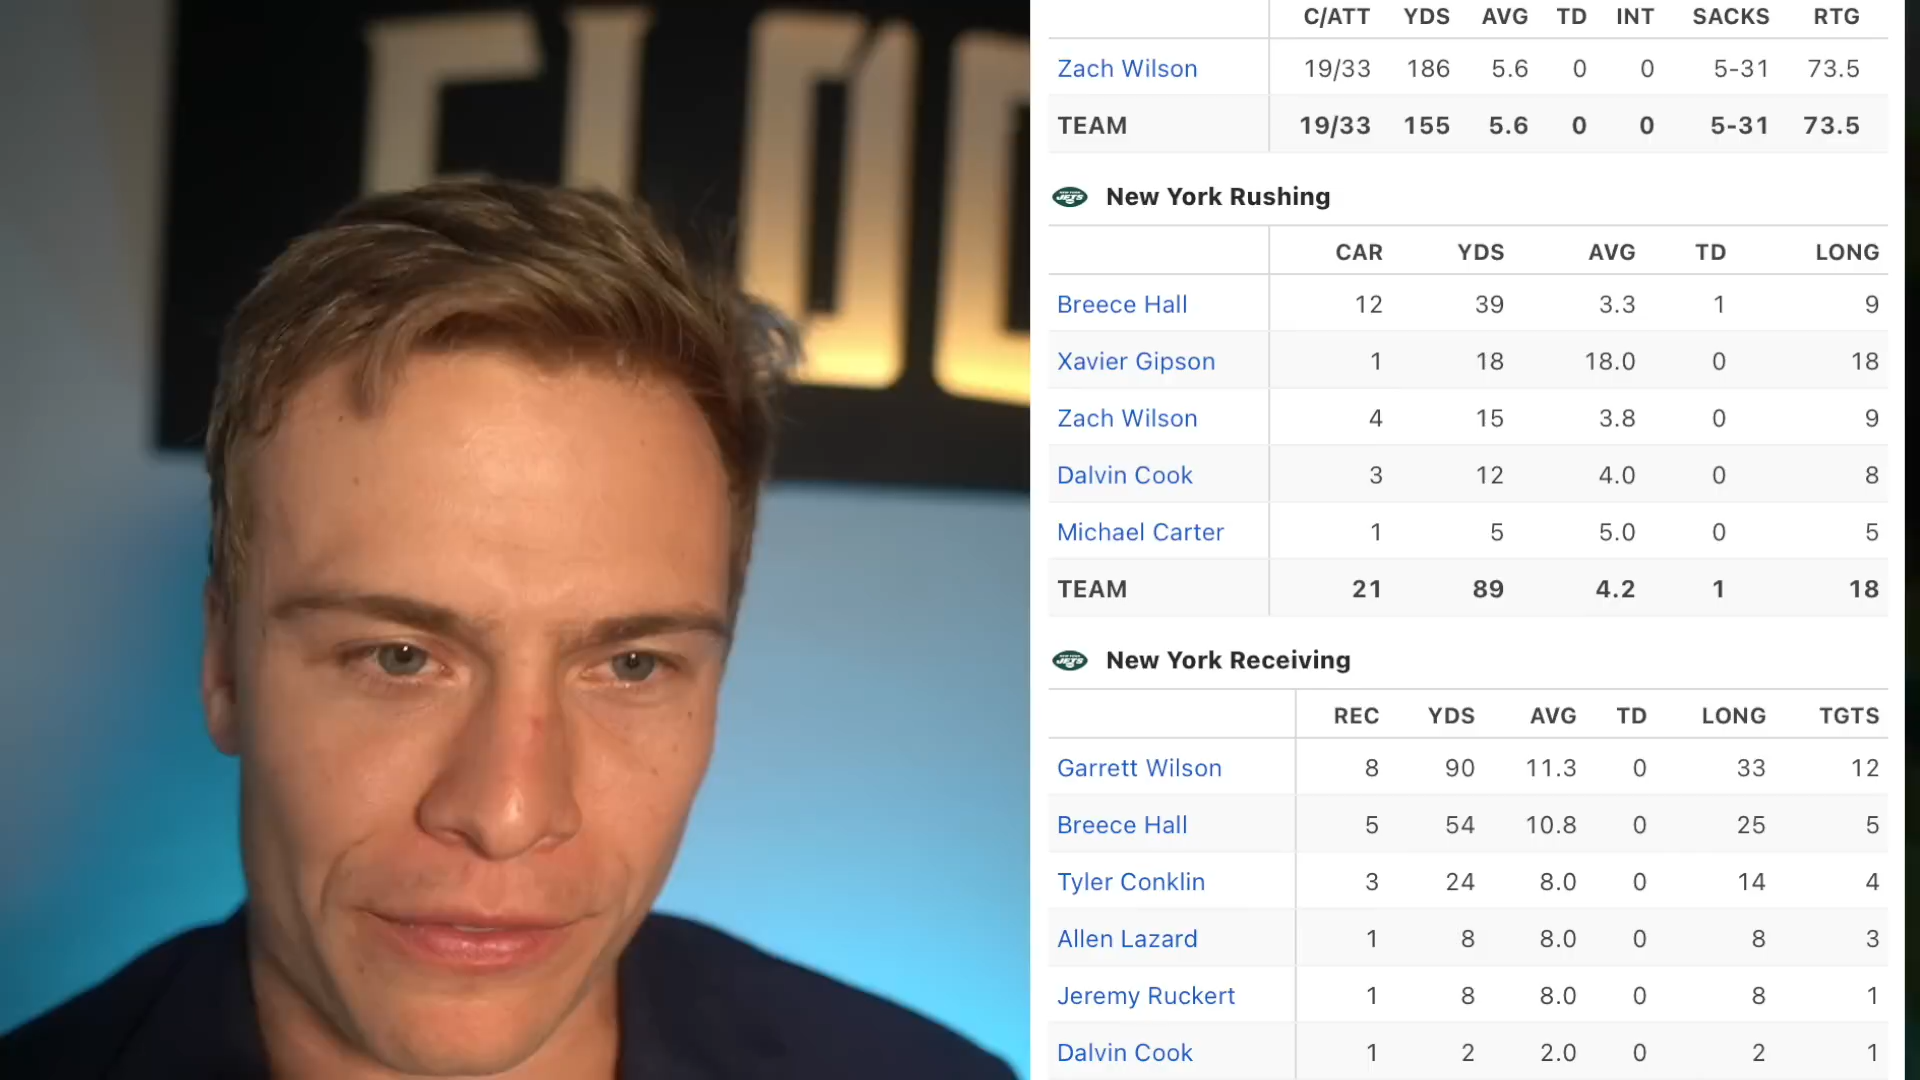 C/ATT YDS AVG TD INT SACKS RTG
Zach Wilson 19/33 186 5.6 0 0 5-31 73.5
TEAM 19/33 155 5.6 0 0 5-31 73.5
New York Rushing
CAR YDS AVG TD LONG
Breece Hall 12 39 3.3 1 9
Xavier Gipson 1 18 18.0 0 18
Zach Wilson 4 15 3.8 0 9
Dalvin Cook 3 12 4.0 0 8
Michael Carter 1 5 5.0 0 5
TEAM 21 89 4.2 1 18
New York Receiving
REC YDS AVG TD LONG TGTS
Garrett Wilson 8 90 11.3 0 33 12
Breece Hall 5 54 10.8 0 25 5
Tyler Conklin 3 24 8.0 0 14 4
Allen Lazard 1 8 8.0 0 8 3
Jeremy Ruckert 1 8 8.0 0 8 1
Dalvin Cook 1 2 2.0 0 2 1